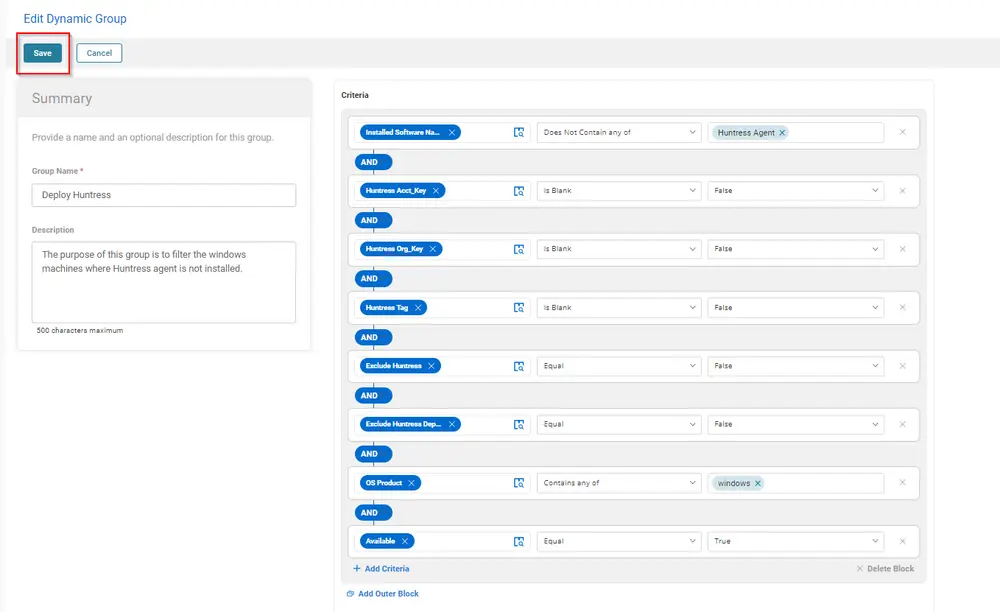 Edit Dynamic Group
Save Cancel
Summary
Provide a name and an optional description for this group.
Group Name *
Deploy Huntress
Description
The purpose of this group is to filter the windows
machines where Huntress agent is not installed.
500 characters maximum
Criteria
Installed Software Na... Does Not Contain any of Huntress Agent
AND
Huntress Acct_Key Is Blank False
AND
Huntress Org_Key Is Blank False
AND
Huntress Tag Is Blank False
AND
Exclude Huntress Equal False
AND
Exclude Huntress Dep... Equal False
AND
OS Product Contains any of windows
AND
Available Equal True
+ Add Criteria Delete Block
Add Outer Block